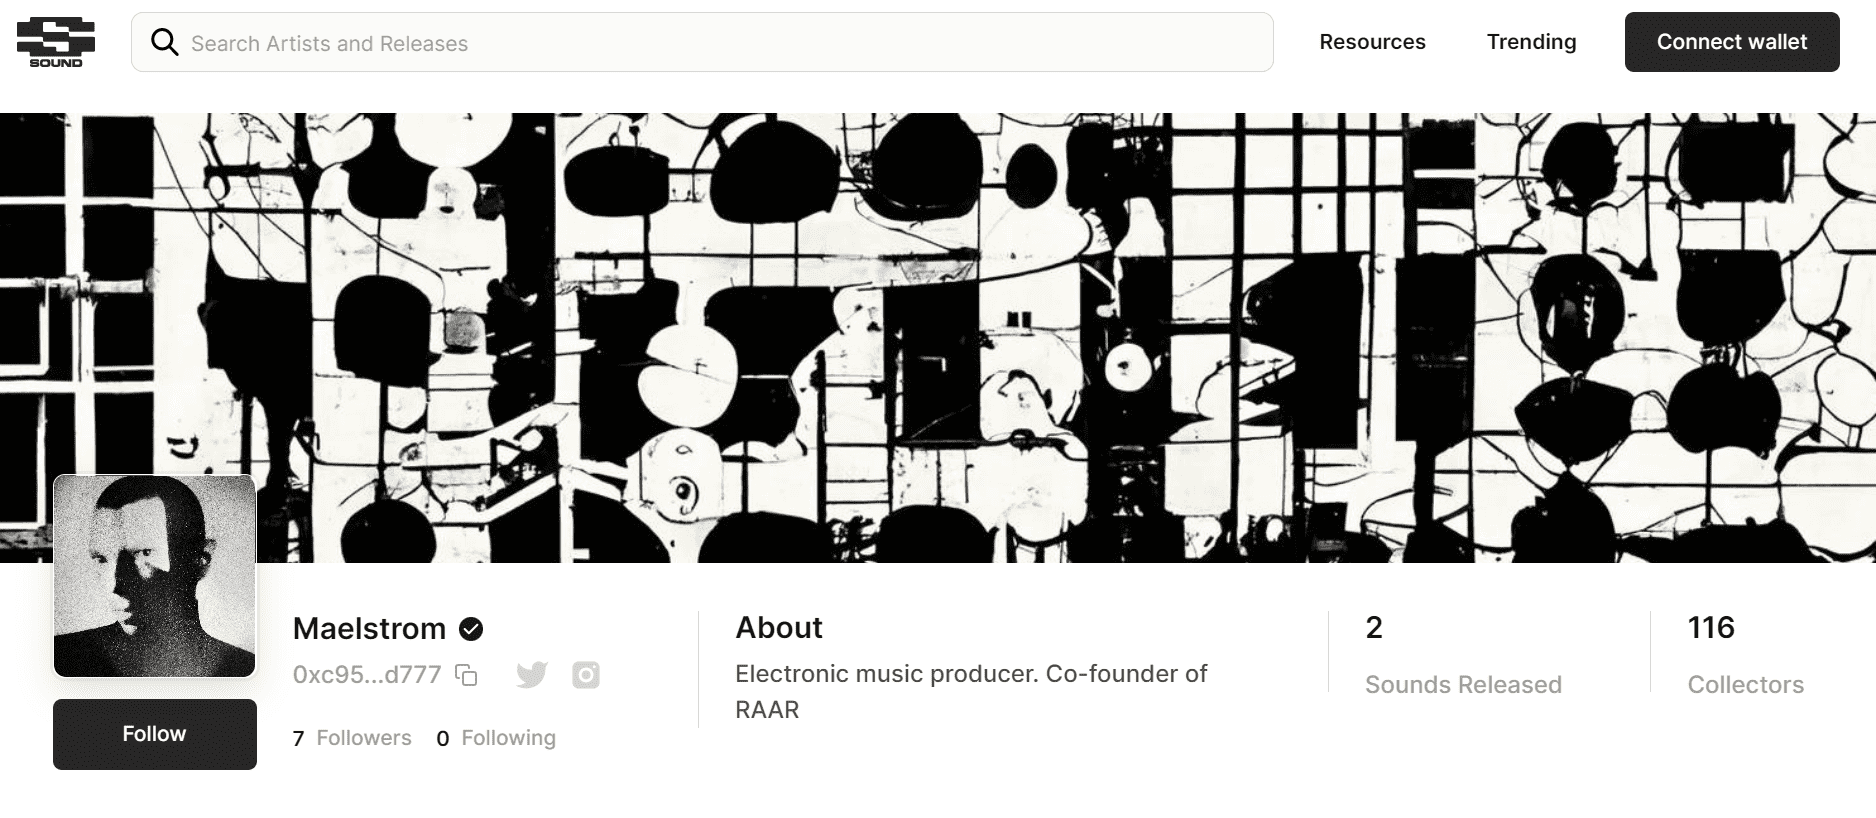 SOUND
Search Artists and Releases
Resources
Trending
Connect wallet
Maelstrom
0xc95...d777
7 Followers 0 Following
Follow
About
Electronic music producer. Co-founder of
RAAR
2
Sounds Released
116
Collectors